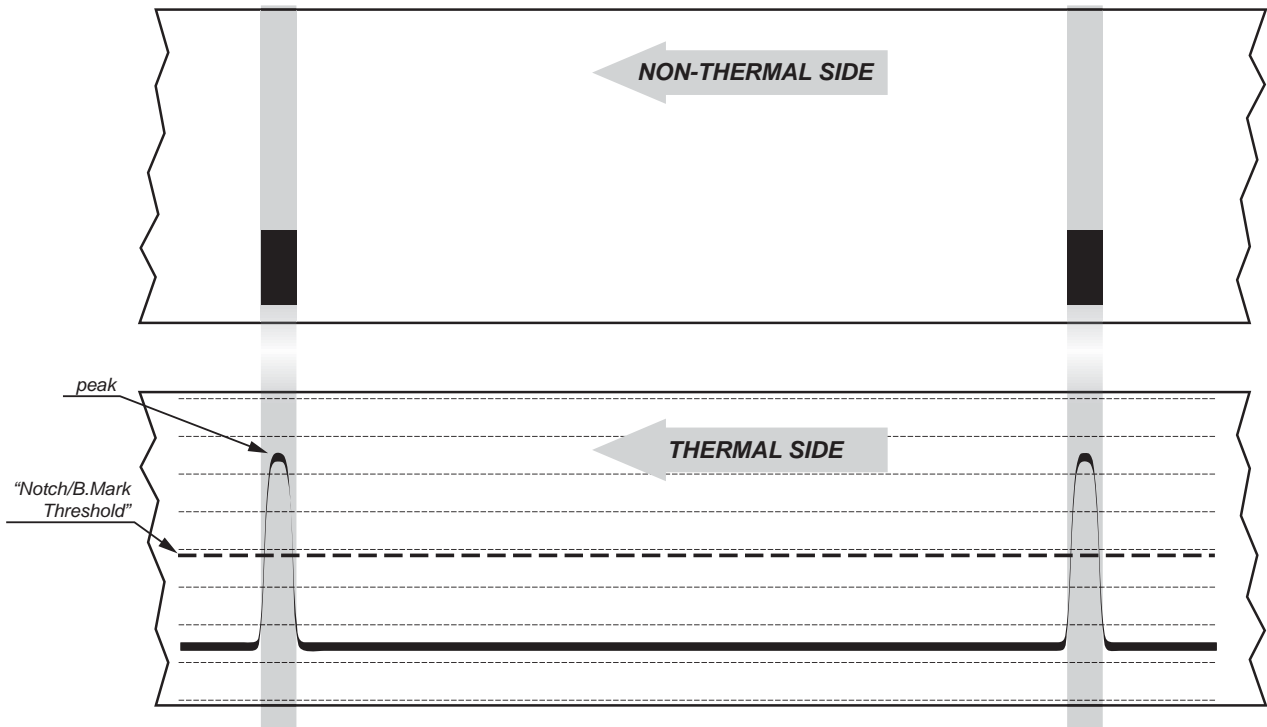 NON-THERMAL SIDE
peak
THERMAL SIDE
“Notch/B.Mark
Threshold”